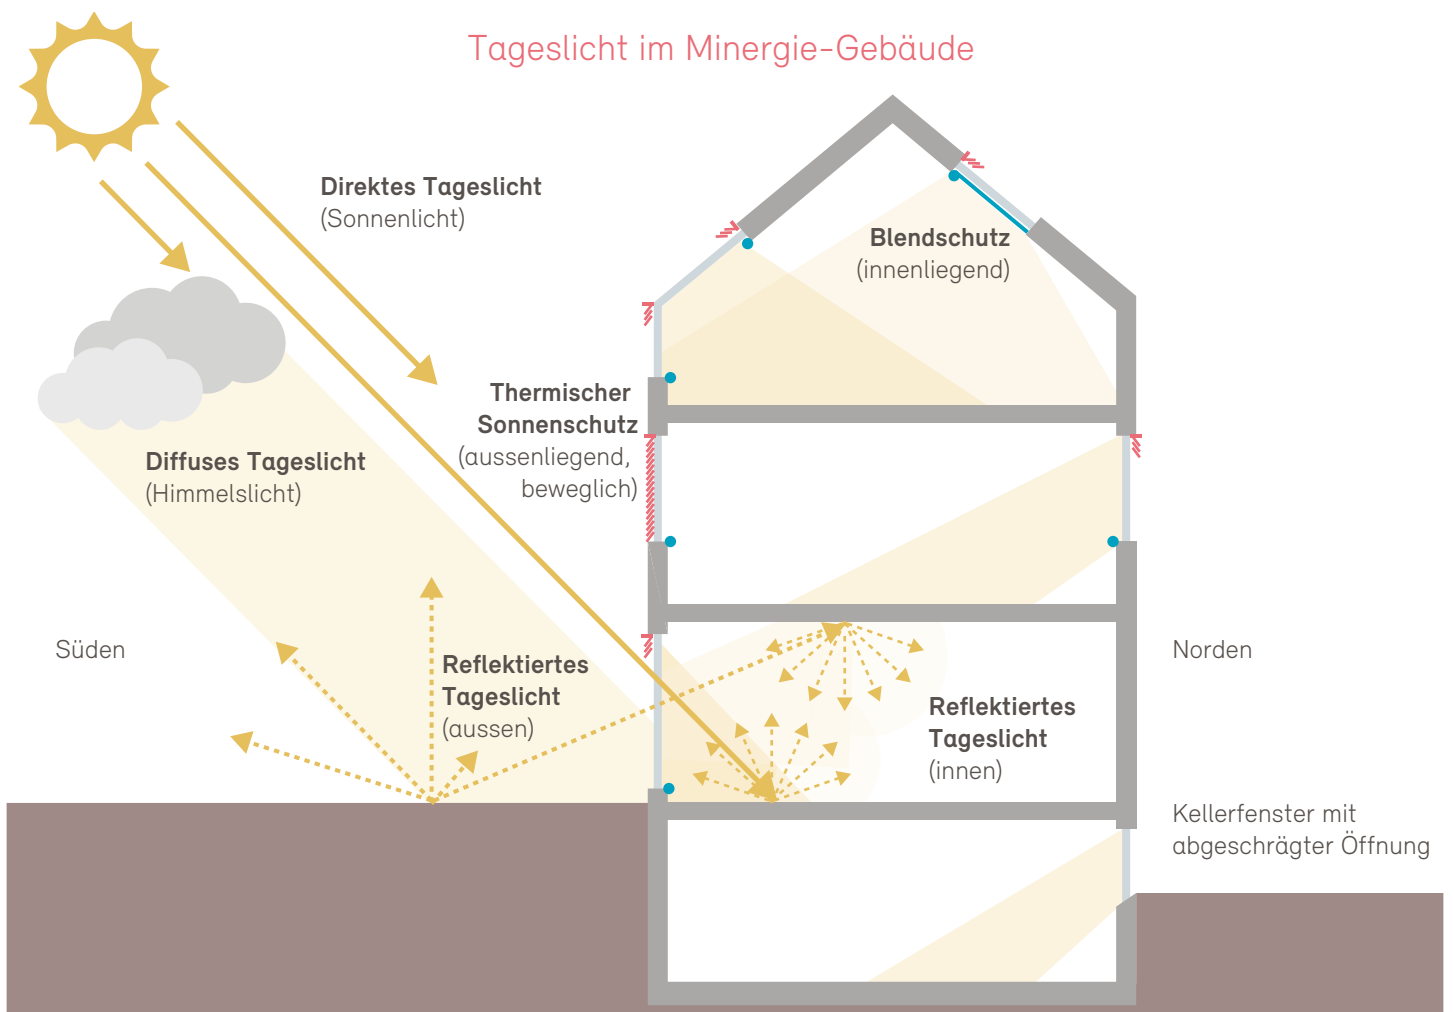 Tageslicht im Minergie-Gebäude
Direktes Tageslicht
(Sonnenlicht)
Blendschutz
(innenliegend)
Thermischer
Sonnenschutz
(aussenliegend,
beweglich)
Diffuses Tageslicht
(Himmelslicht)
Süden
Reflektiertes
Tageslicht
(aussen)
Norden
Reflektiertes
Tageslicht
(innen)
Kellerfenster mit
abgeschrägter Öffnung